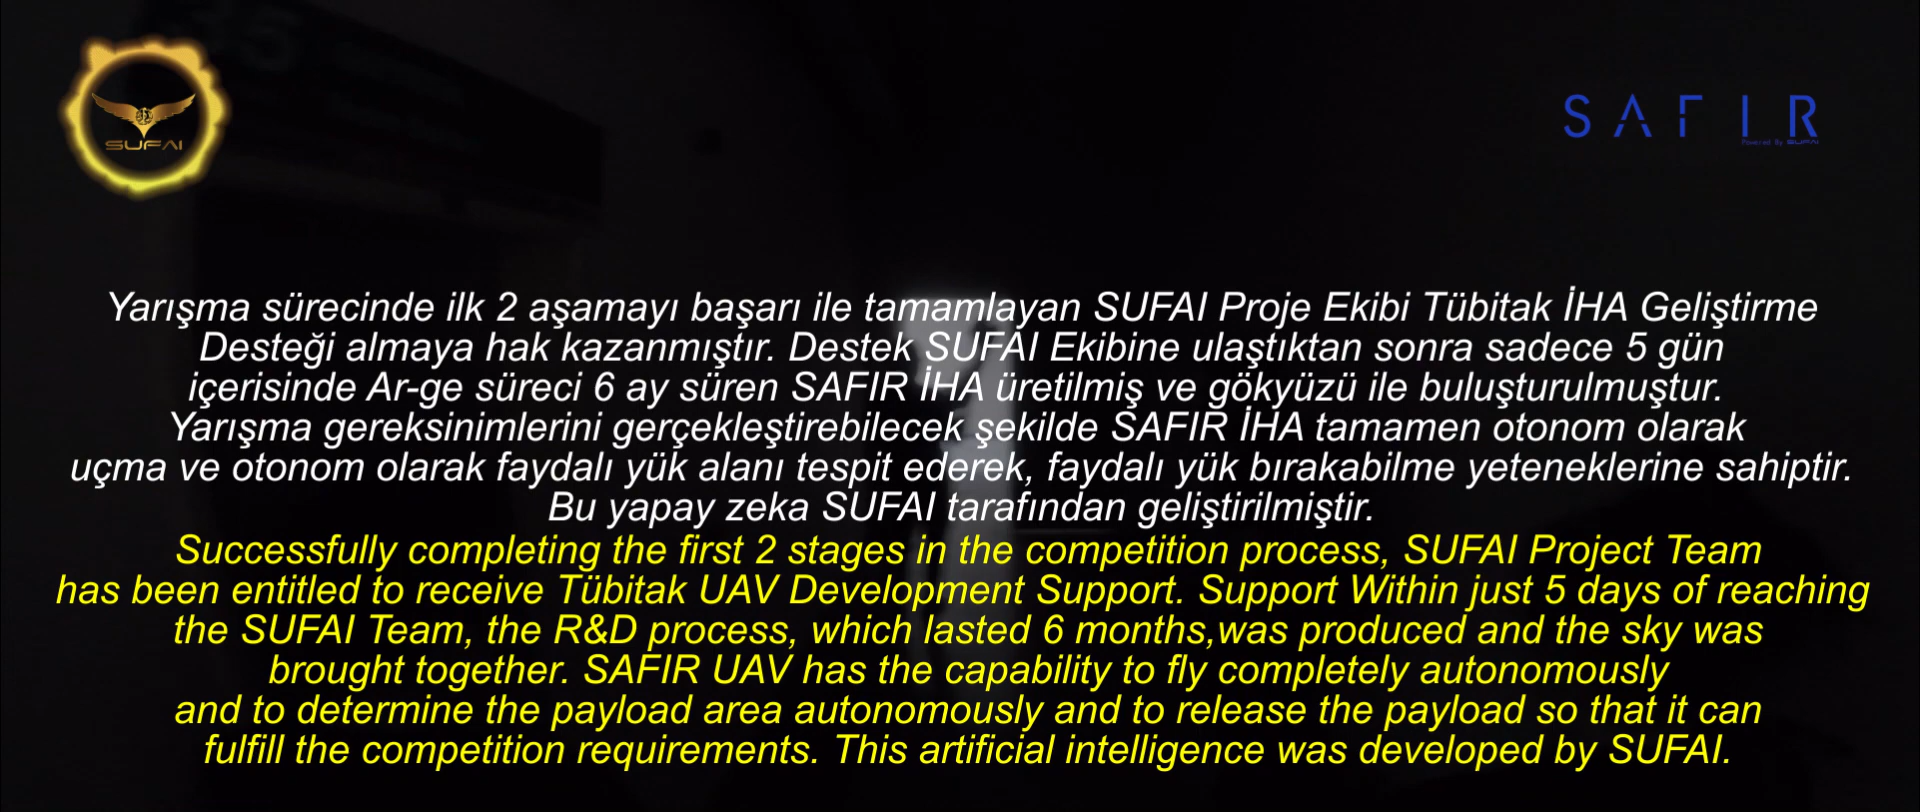 SUFAI
SAFIR
Powered By SUFAI
Yarışma sürecinde ilk 2 aşamayı başarı ile tamamlayan SUFAI Proje Ekibi Tübitak İHA Geliştirme
Desteği almaya hak kazanmıştır. Destek SUFAI Ekibine ulaştıktan sonra sadece 5 gün
içerisinde Ar-ge süreci 6 ay süren SAFIR İHA üretilmiş ve gökyüzü ile buluşturulmuştur.
Yarışma gereksinimlerini gerçekleştirebilecek şekilde SAFIR İHA tamamen otonom olarak
uçma ve otonom olarak faydalı yük alanı tespit ederek, faydalı yük bırakabilme yeteneklerine sahiptir.
Bu yapay zeka SUFAI tarafından geliştirilmiştir.
Successfully completing the first 2 stages in the competition process, SUFAI Project Team
has been entitled to receive Tübitak UAV Development Support. Support Within just 5 days of reaching
the SUFAI Team, the R&D process, which lasted 6 months,was produced and the sky was
brought together. SAFIR UAV has the capability to fly completely autonomously
and to determine the payload area autonomously and to release the payload so that it can
fulfill the competition requirements. This artificial intelligence was developed by SUFAI.